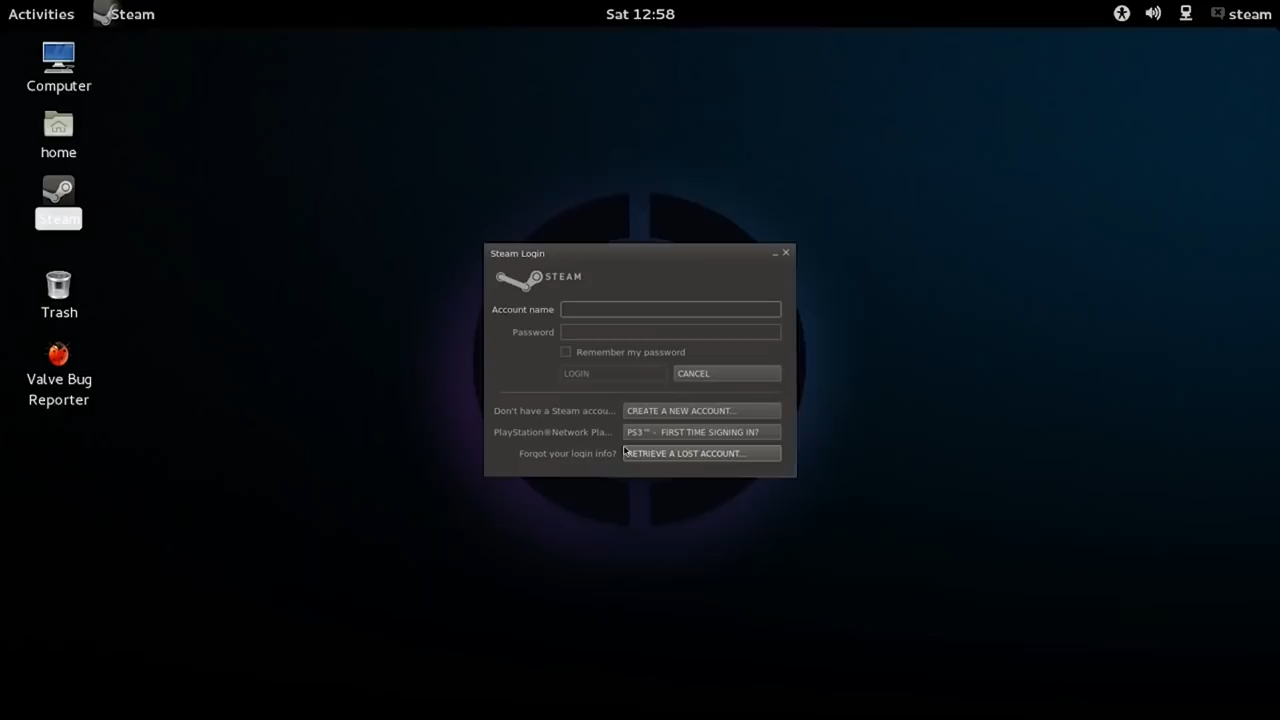 Activities
Steam
Sat 12:58
steam
Computer
home
Steam
Trash
Valve Bug
Reporter
Steam Login
STEAM
Account name
Password
Remember my password
LOGIN
CANCEL
Don't have a Steam accou...
CREATE A NEW ACCOUNT...
PlayStation®Network Pla...
PS3™ - FIRST TIME SIGNING IN?
Forgot your login info?
RETRIEVE A LOST ACCOUNT...